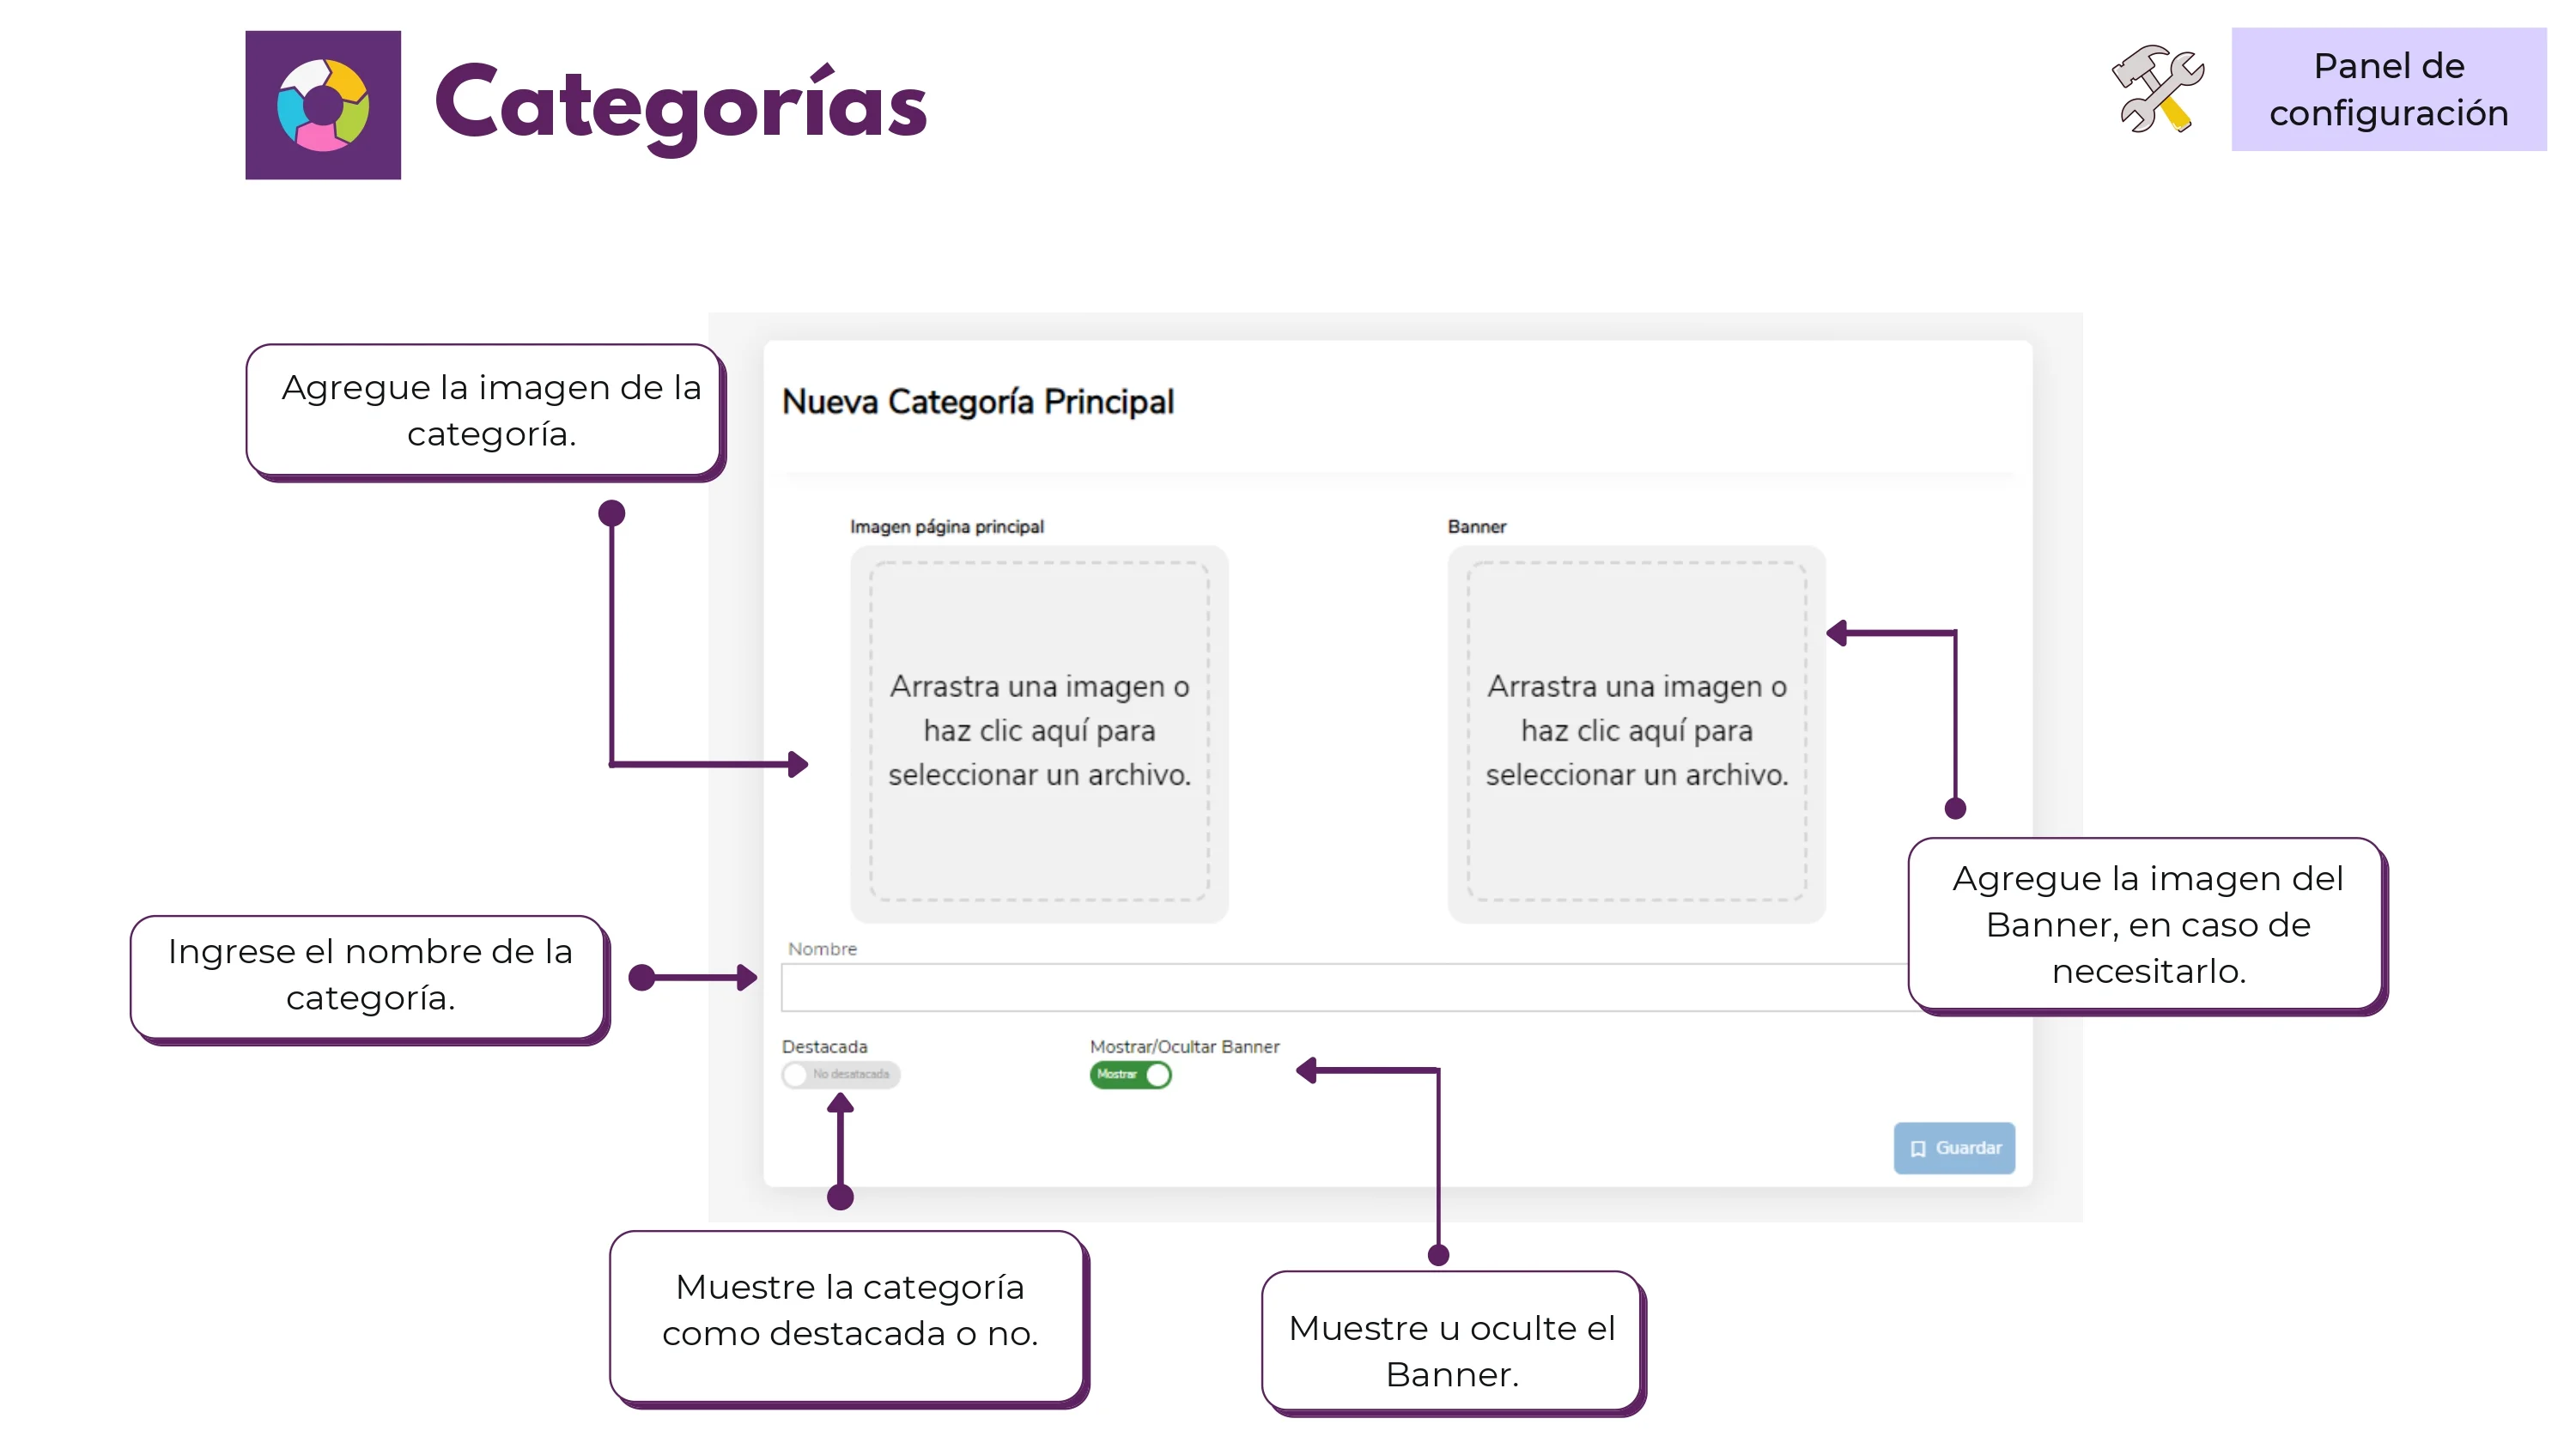 Categorías
Panel de
configuración
Agregue la imagen de la
categoría.
Nueva Categoría Principal
Imagen página principal
Banner
Arrastra una imagen o
haz clic aquí para
seleccionar un archivo.
Arrastra una imagen o
haz clic aquí para
seleccionar un archivo.
Agregue la imagen del
Banner, en caso de
necesitarlo.
Ingrese el nombre de la
categoría.
Nombre
Destacada
No desatacada
Mostrar/Ocultar Banner
Mostrar
Guardar
Muestre la categoría
como destacada o no.
Muestre u oculte el
Banner.